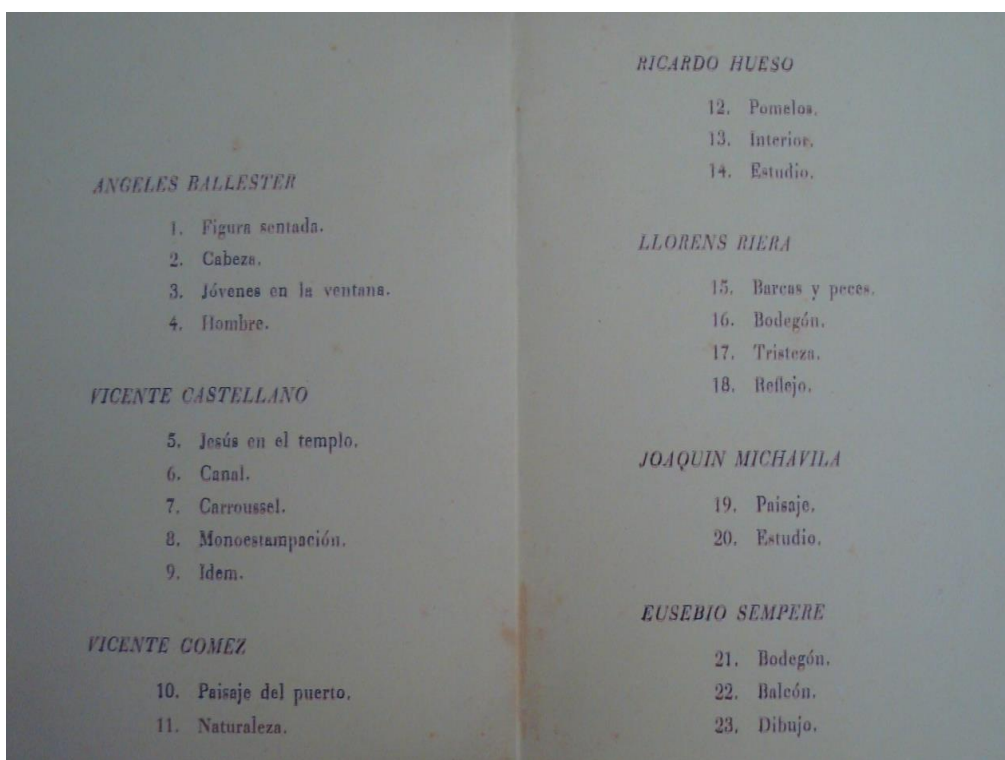 ANGELES BALLESTER
1. Figura sentada.
2. Cabeza.
3. Jóvenes en la ventana.
4. Hombre.
VICENTE CASTELLANO
5. Jesús en el templo.
6. Canal.
7. Carroussel.
8. Monoestampación.
9. Idem.
VICENTE GOMEZ
10. Paisaje del puerto.
11. Naturaleza.
RICARDO HUESO
12. Pomelos.
13. Interior.
14. Estudio.
LLORENS RIERA
15. Barcas y peces.
16. Bodegón.
17. Tristeza.
18. Reflejo.
JOAQUIN MICHAVILA
19. Paisaje.
20. Estudio.
EUSEBIO SEMPERE
21. Bodegón.
22. Balcón.
23. Dibujo.